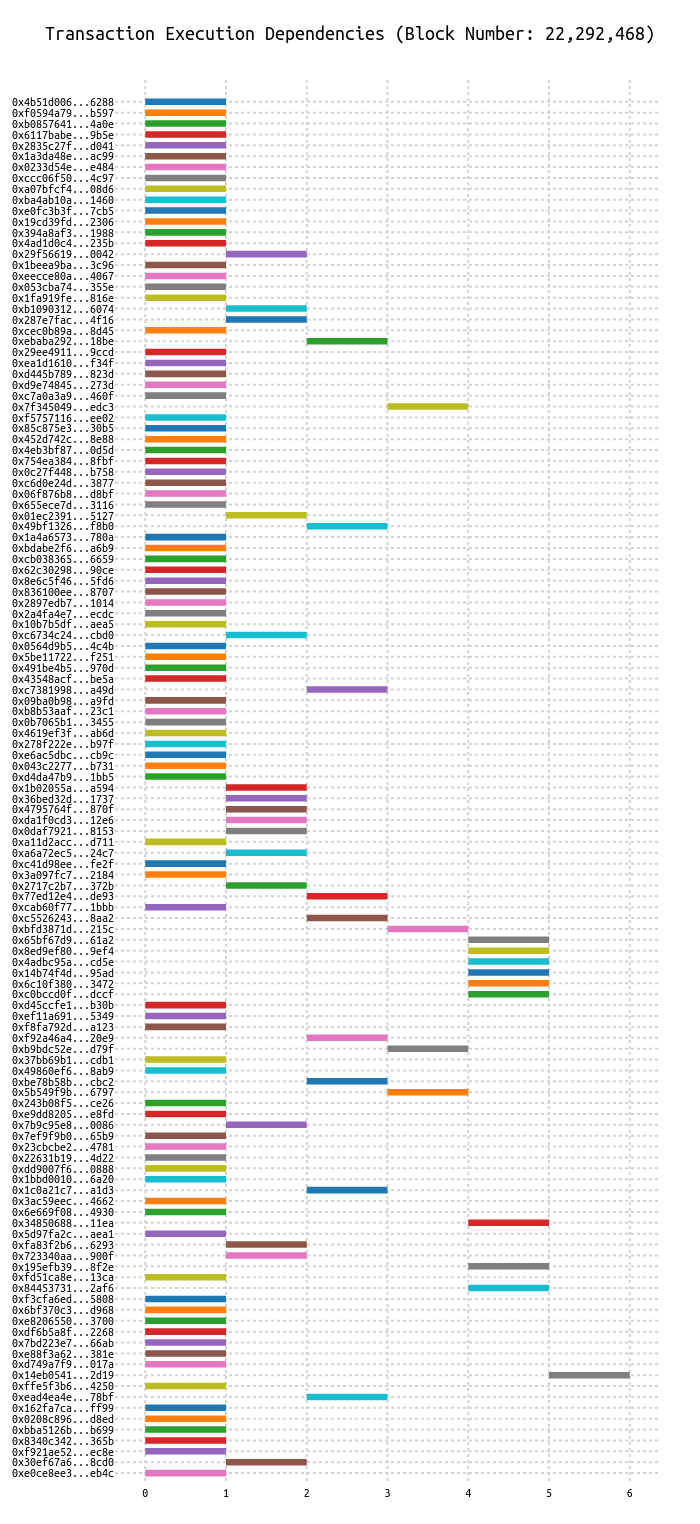 Transaction Execution Dependencies (Block Number: 22,292,468)
0x4b51d006...6288
0xf0594a79...b597
0xb0857641...4a0e
0x6117babe...9b5e
0x2835c27f...d041
0x1a3da48e...ac99
0x0233d54e...e484
0xccc06f50...4c97
0xa07bfcf4...08d6
0xba4ab10a...1460
0xe0fc3b3f...7cb5
0x19cd39fd...2306
0x394a8af3...1988
0x4ad1d0c4...235b
0x29f56619...0042
0x1beea9ba...3c96
0xeecce80a...4067
0x053cba74...355e
0x1fa919fe...816e
0xb1090312...6074
0x287e7fac...4f16
0xcec0b89a...8d45
0xebaba292...18be
0x29ee4911...9ccd
0xea1d1610...f34f
0xd445b789...823d
0xd9e74845...273d
0xc7a0a3a9...460f
0x7f345049...edc3
0xf5757116...ee02
0x85c875e3...30b5
0x452d742c...8e88
0x4eb3bf87...0d5d
0x754ea384...8fbf
0x0c27f448...b758
0xc6d0e24d...3877
0x06f876b8...d8bf
0x655ece7d...3116
0x01ec2391...5127
0x49bf1326...f8b0
0x1a4a6573...780a
0xbdabe2f6...a6b9
0xcb038365...6659
0x62c30298...90ce
0x8e6c5f46...5fd6
0x836100ee...8707
0x2897edb7...1014
0x2a4fa4e7...ecdc
0x10b7b5df...aea5
0xc6734c24...cbd0
0x0564d9b5...4c4b
0x5be11722...f251
0x491be4b5...970d
0x43548acf...be5a
0xc7381998...a49d
0x09ba0b98...a9fd
0xb8b53aaf...23c1
0x0b7065b1...3455
0x4619ef3f...ab6d
0x278f222e...b97f
0xe6ac5dbc...cb9c
0x043c2277...b731
0xd4da47b9...1bb5
0x1b02055a...a594
0x36bed32d...1737
0x4795764f...870f
0xda1f0cd3...12e6
0x0daf7921...8153
0xa11d2acc...d711
0xa6a72ec5...24c7
0xc41d98ee...fe2f
0x3a097fc7...2184
0x2717c2b7...372b
0x77ed12e4...de93
0xcab60f77...1bbb
0xc5526243...8aa2
0xbfd3871d...215c
0x65bf67d9...61a2
0x8ed9ef80...9ef4
0x4adbc95a...cd5e
0x14b74f4d...95ad
0x6c10f380...3472
0xc0bccd0f...dccf
0xd45ccfe1...b30b
0xef11a691...5349
0xf8fa792d...a123
0xf92a46a4...20e9
0xb9bdc52e...d79f
0x37bb69b1...cdb1
0x49860ef6...8ab9
0xbe78b58b...cbc2
0x5b549f9b...6797
0x243b08f5...ce26
0xe9dd8205...e8fd
0x7b9c95e8...0086
0x7ef9f9b0...65b9
0x23cbcbe2...4781
0x22631b19...4d22
0xdd9007f6...0888
0x1bbd0010...6a20
0x1c0a21c7...a1d3
0x3ac59eec...4662
0x6e669f08...4930
0x34850688...11ea
0x5d97fa2c...aea1
0xfa83f2b6...6293
0x723340aa...900f
0x195efb39...8f2e
0xfd51ca8e...13ca
0x84453731...2af6
0xf3cfa6ed...5808
0x6bf370c3...d968
0xe8206550...3700
0xdf6b5a8f...2268
0x7bd223e7...66ab
0xe88f3a62...381e
0xd749a7f9...017a
0x14eb0541...2d19
0xffe5f3b6...4250
0xead4ea4e...78bf
0x162fa7ca...ff99
0x0208c896...d8ed
0xbba5126b...b699
0x8340c342...365b
0xf921ae52...ec8e
0x30ef67a6...8cd0
0xe0ce8ee3...eb4c
0 1 2 3 4 5 6